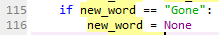 115 if new_word == "Gone":
116 new_word = None